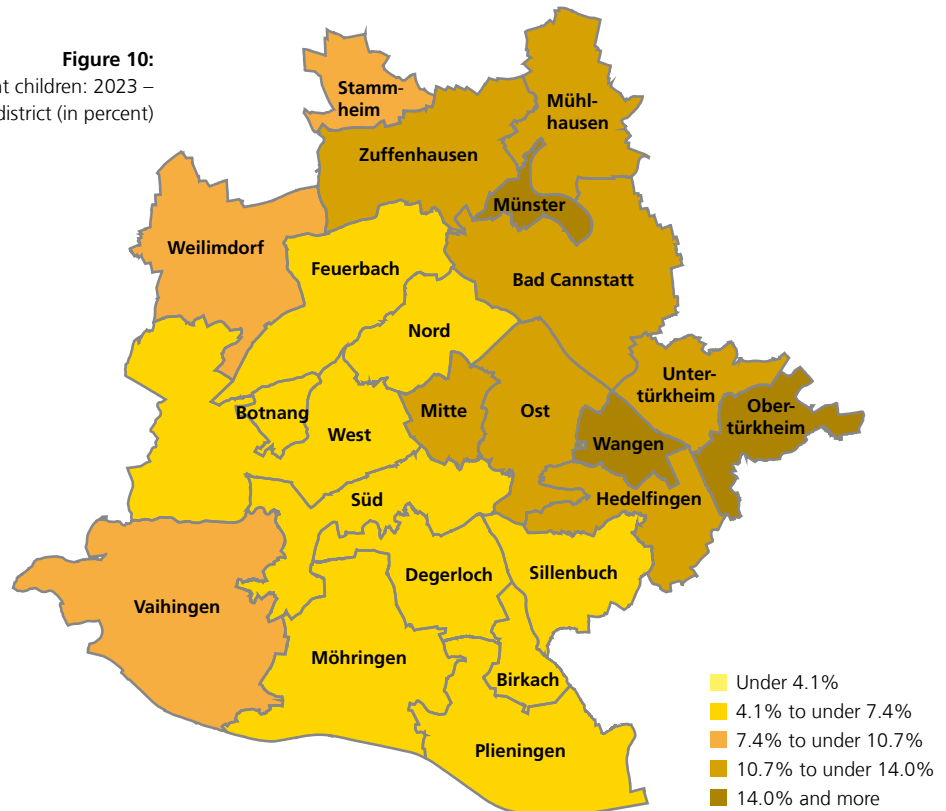 Figure 10:
children: 2023 –
district (in percent)
Stamm-
heim
Mühl-
hausen
Zuffenhausen
Münster
Weilimdorf
Feuerbach
Bad Cannstatt
Nord
Unter-
türkheim
Botnang
Mitte
Ost
Ober-
türkheim
West
Wangen
Süd
Hedelfingen
Degerloch
Sillenbuch
Vaihingen
Möhringen
Birkach
Plieningen
Under 4.1%
4.1% to under 7.4%
7.4% to under 10.7%
10.7% to under 14.0%
14.0% and more